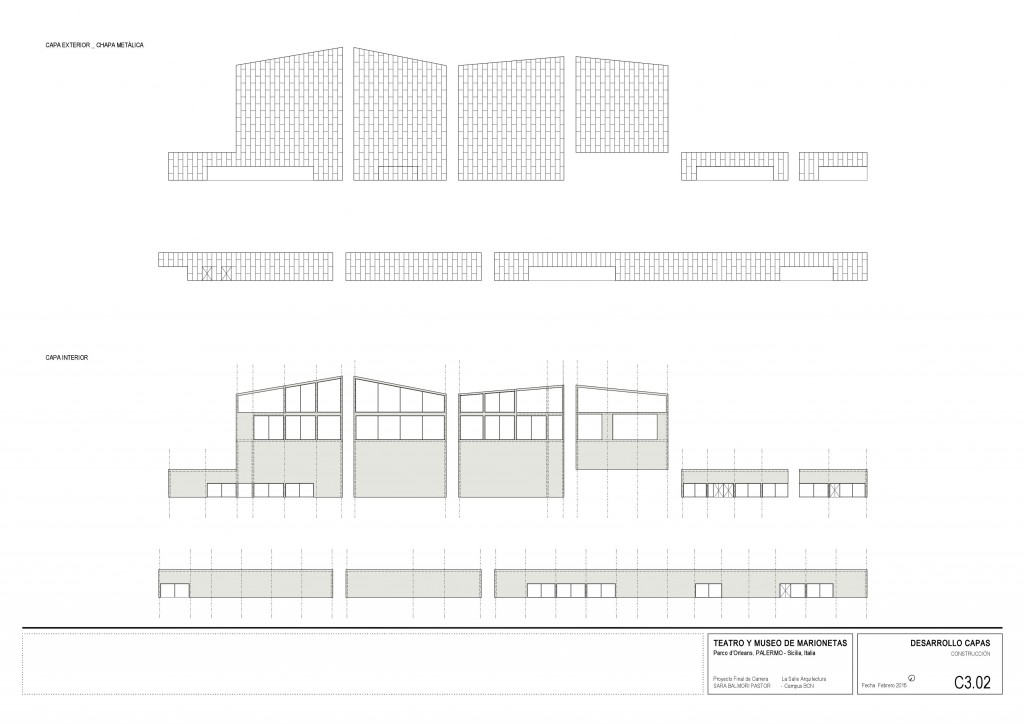 CAPA EXTERIOR _ CHAPA METÁLICA
CAPA INTERIOR
TEATRO Y MUSEO DE MARIONETAS
Parco d'Orleans, PALERMO - Sicilia, Italia
Proyecto Final de Carrera La Salle Arquitectura
SARA BALMORI PASTOR - Campus BCN
DESARROLLO CAPAS
CONSTRUCCIÓN
Fecha: Febrero 2015
C3.02